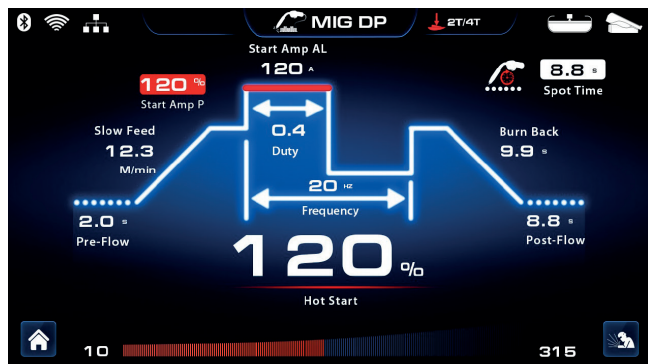 MIG DP
2T/4T
Start Amp AL
120 A
120 %
Start Amp P
8.8 s
Spot Time
Slow Feed
12.3
M/min
0.4
Duty
Burn Back
9.9 s
20 HZ
Frequency
2.0 s
Pre-Flow
8.8 s
Post-Flow
120 %
Hot Start
10
315